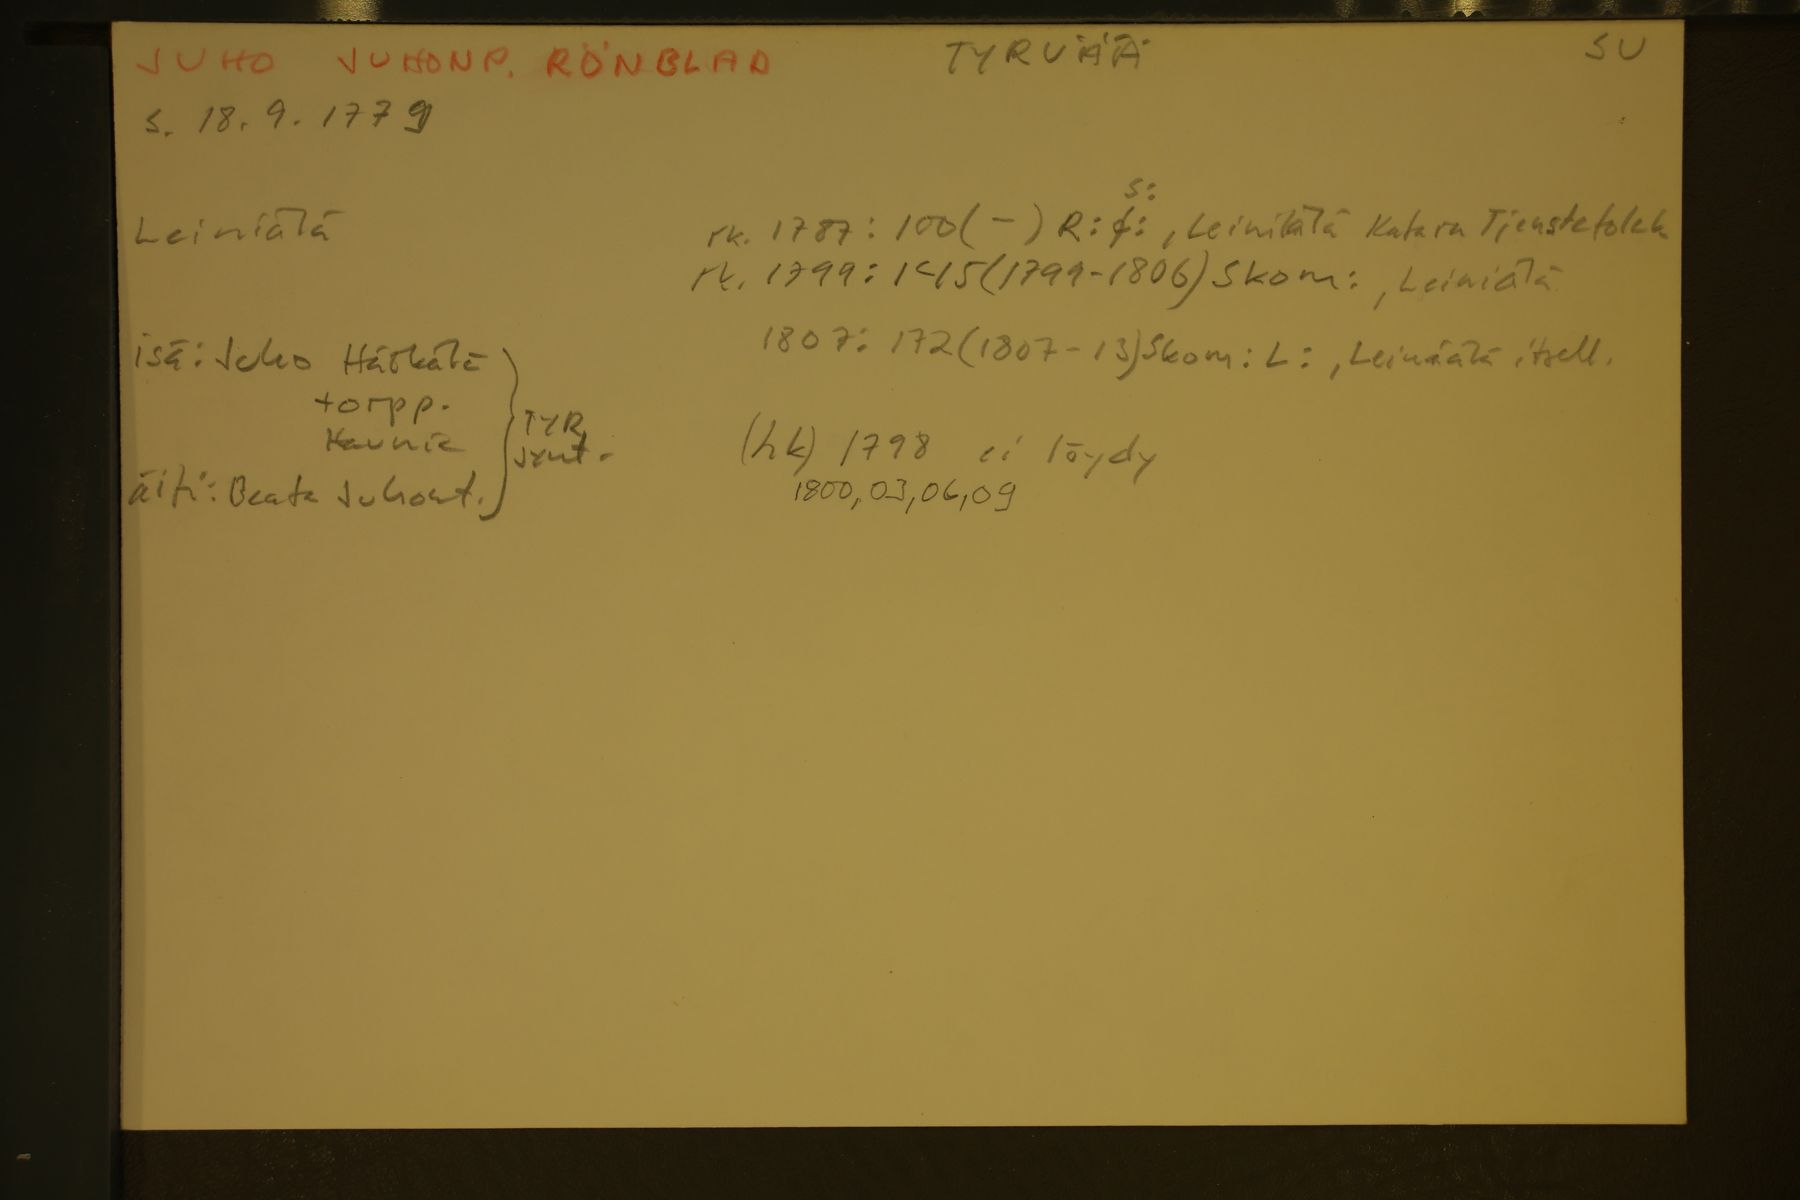 JUHO JUHONP. RÖNBLAD TYRVÄÄ SU
s. 18.9.1779
Leiniälä
s:
rk. 1787: 100(-) R:¢:, Leiniälä Katara Tjenstefolck
rk. 1799: 145(1799-1806) Skom:, Leiniälä
1807: 172(1807-13) Skom: L:, Leiniälä itsell.
isä: Juho Hätkälä
torpp.
Kaunia
äiti: Beata Juhont.
TYR
synt.
(hk) 1798 ei löydy
1800,03,06,09